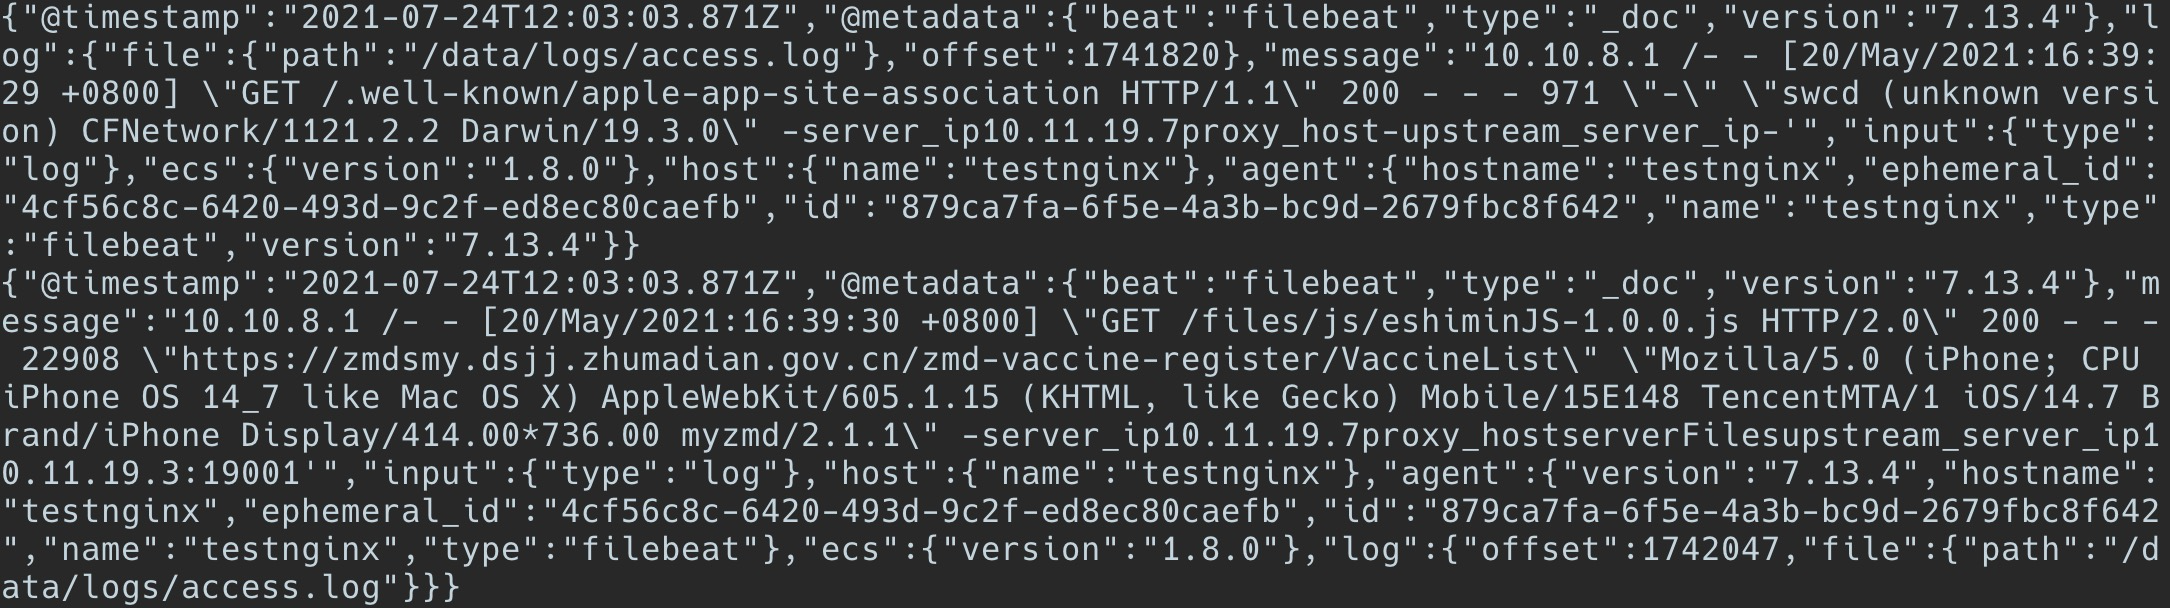 {"@timestamp":"2021-07-24T12:03:03.871Z","@metadata":{"beat":"filebeat","type":"_doc","version":"7.13.4"},"l
og":{"file":{"path":"/data/logs/access.log"},"offset":1741820},"message":"10.10.8.1 /- - [20/May/2021:16:39:
29 +0800] \"GET /.well-known/apple-app-site-association HTTP/1.1\" 200 - - - 971 \"-\" \"swcd (unknown versi
on) CFNetwork/1121.2.2 Darwin/19.3.0\" -server_ip10.11.19.7proxy_host-upstream_server_ip-'","input":{"type":
"log"},"ecs":{"version":"1.8.0"},"host":{"name":"testnginx"},"agent":{"hostname":"testnginx","ephemeral_id":
"4cf56c8c-6420-493d-9c2f-ed8ec80caefb","id":"879ca7fa-6f5e-4a3b-bc9d-2679fbc8f642","name":"testnginx","type"
:"filebeat","version":"7.13.4"}}
{"@timestamp":"2021-07-24T12:03:03.871Z","@metadata":{"beat":"filebeat","type":"_doc","version":"7.13.4"},"m
essage":"10.10.8.1 /- - [20/May/2021:16:39:30 +0800] \"GET /files/js/eshiminJS-1.0.0.js HTTP/2.0\" 200 - - -
 22908 \"https://zmdsmy.dsjj.zhumadian.gov.cn/zmd-vaccine-register/VaccineList\" \"Mozilla/5.0 (iPhone; CPU 
iPhone OS 14_7 like Mac OS X) AppleWebKit/605.1.15 (KHTML, like Gecko) Mobile/15E148 TencentMTA/1 iOS/14.7 B
rand/iPhone Display/414.00*736.00 myzmd/2.1.1\" -server_ip10.11.19.7proxy_hostserverFilesupstream_server_ip1
0.11.19.3:19001'","input":{"type":"log"},"host":{"name":"testnginx"},"agent":{"version":"7.13.4","hostname":
"testnginx","ephemeral_id":"4cf56c8c-6420-493d-9c2f-ed8ec80caefb","id":"879ca7fa-6f5e-4a3b-bc9d-2679fbc8f642
","name":"testnginx","type":"filebeat"},"ecs":{"version":"1.8.0"},"log":{"offset":1742047,"file":{"path":"/d
ata/logs/access.log"}}}